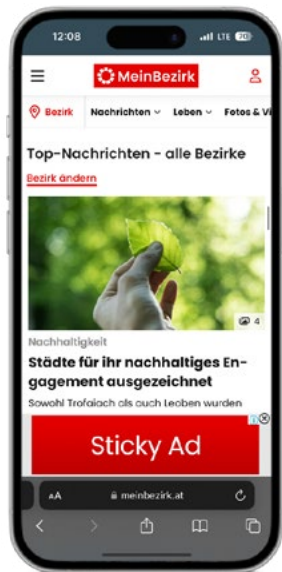 12:08
LTE 20
MeinBezirk
Bezirk Nachrichten Leben Fotos & Vi
Top-Nachrichten - alle Bezirke
Bezirk ändern
4
Nachhaltigkeit
Städte für ihr nachhaltiges En-
gagement ausgezeichnet
Sowohl Trofaiach als auch Leoben wurden
Sticky Ad
AA meinbezirk.at